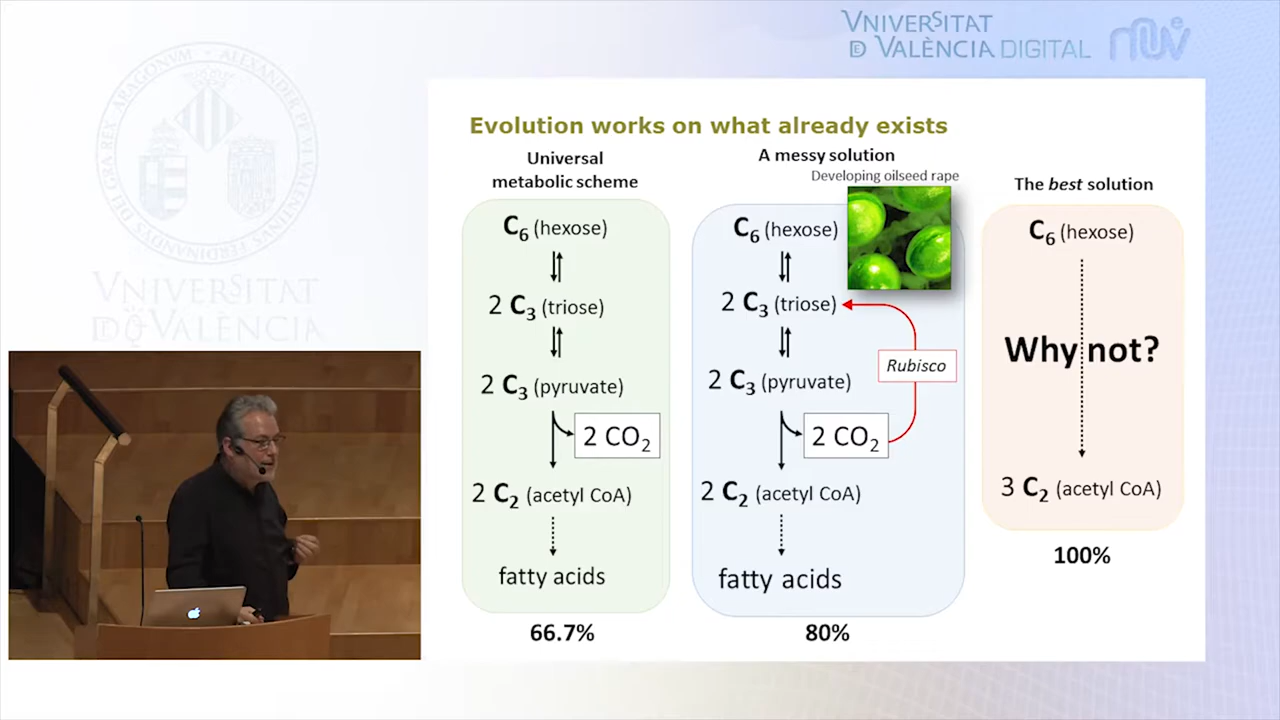 VNIVERSITAT
D VALÈNCIA DIGITAL
VNIVERSITAT
D VALÈNCIA
Evolution works on what already exists
Universal
metabolic scheme
C6 (hexose)
2 C3 (triose)
2 C3 (pyruvate)
2 CO2
2 C2 (acetyl CoA)
fatty acids
66.7%
A messy solution
Developing oilseed rape
C6 (hexose)
2 C3 (triose)
Rubisco
2 C3 (pyruvate)
2 CO2
2 C2 (acetyl CoA)
fatty acids
80%
The best solution
C6 (hexose)
Why not?
3 C2 (acetyl CoA)
100%